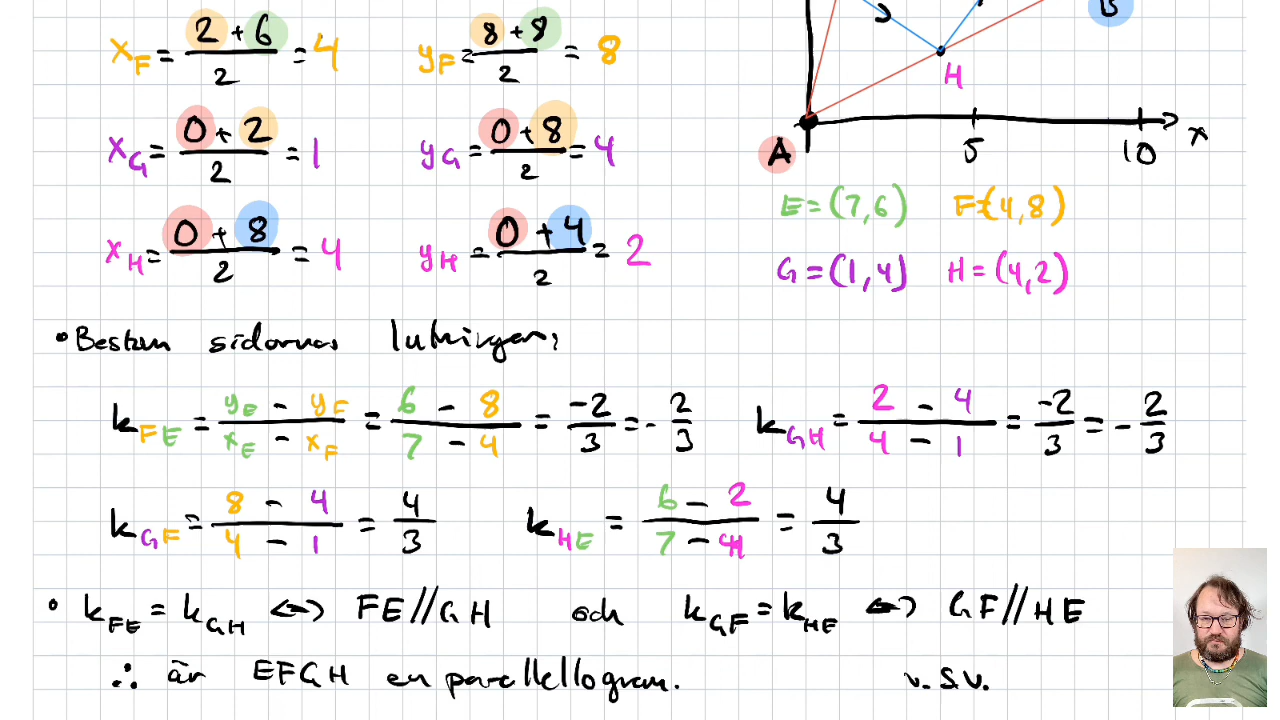 x_F = (2 + 6)/2 = 4    y_F = (8 + 8)/2 = 8
x_G = (0 + 2)/2 = 1    y_G = (0 + 8)/2 = 4
x_H = (0 + 8)/2 = 4    y_H = (0 + 4)/2 = 2
B
H
A
5 10 x
E=(7,6) F=(4,8)
G=(1,4) H=(4,2)
• Bestäm sidornas lutningar:
k_FE = (y_E - y_F)/(x_E - x_F) = (6 - 8)/(7 - 4) = -2/3 = - 2/3    k_GH = (2 - 4)/(4 - 1) = -2/3 = - 2/3
k_GF = (8 - 4)/(4 - 1) = 4/3    k_HE = (6 - 2)/(7 - 4) = 4/3
• k_FE = k_GH ↔ FE//GH och k_GF = k_HE ↔ GF//HE
∴ är EFGH en parallellogram. v.s.v.